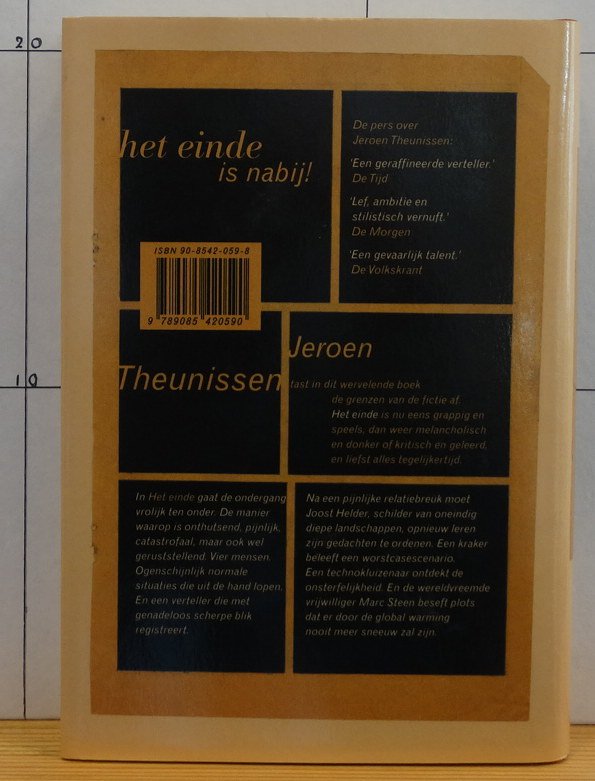 20
10
het einde
is nabij!
ISBN 90-8542-059-8
9 789085 420590
De pers over
Jeroen Theunissen:
'Een geraffineerde verteller.'
De Tijd
'Lef, ambitie en
stilistisch vernuft.'
De Morgen
'Een gevaarlijk talent.'
De Volkskrant
Jeroen
Theunissen
tast in dit wervelende boek
de grenzen van de fictie af.
Het einde is nu eens grappig en
speels, dan weer melancholisch
en donker of kritisch en geleerd,
en liefst alles tegelijkertijd.
In Het einde gaat de ondergang
vrolijk ten onder. De manier
waarop is onthutsend, pijnlijk,
catastrofaal, maar ook wel
geruststellend. Vier mensen.
Ogenschijnlijk normale
situaties die uit de hand lopen.
En een verteller die met
genadeloos scherpe blik
registreert.
Na een pijnlijke relatiebreuk moet
Joost Helder, schilder van oneindig
diepe landschappen, opnieuw leren
zijn gedachten te ordenen. Een kraker
beleeft een worstcasescenario.
Een technokluizenaar ontdekt de
onsterfelijkheid. En de wereldvreemde
vrijwilliger Marc Steen beseft plots
dat er door de global warming
nooit meer sneeuw zal zijn.